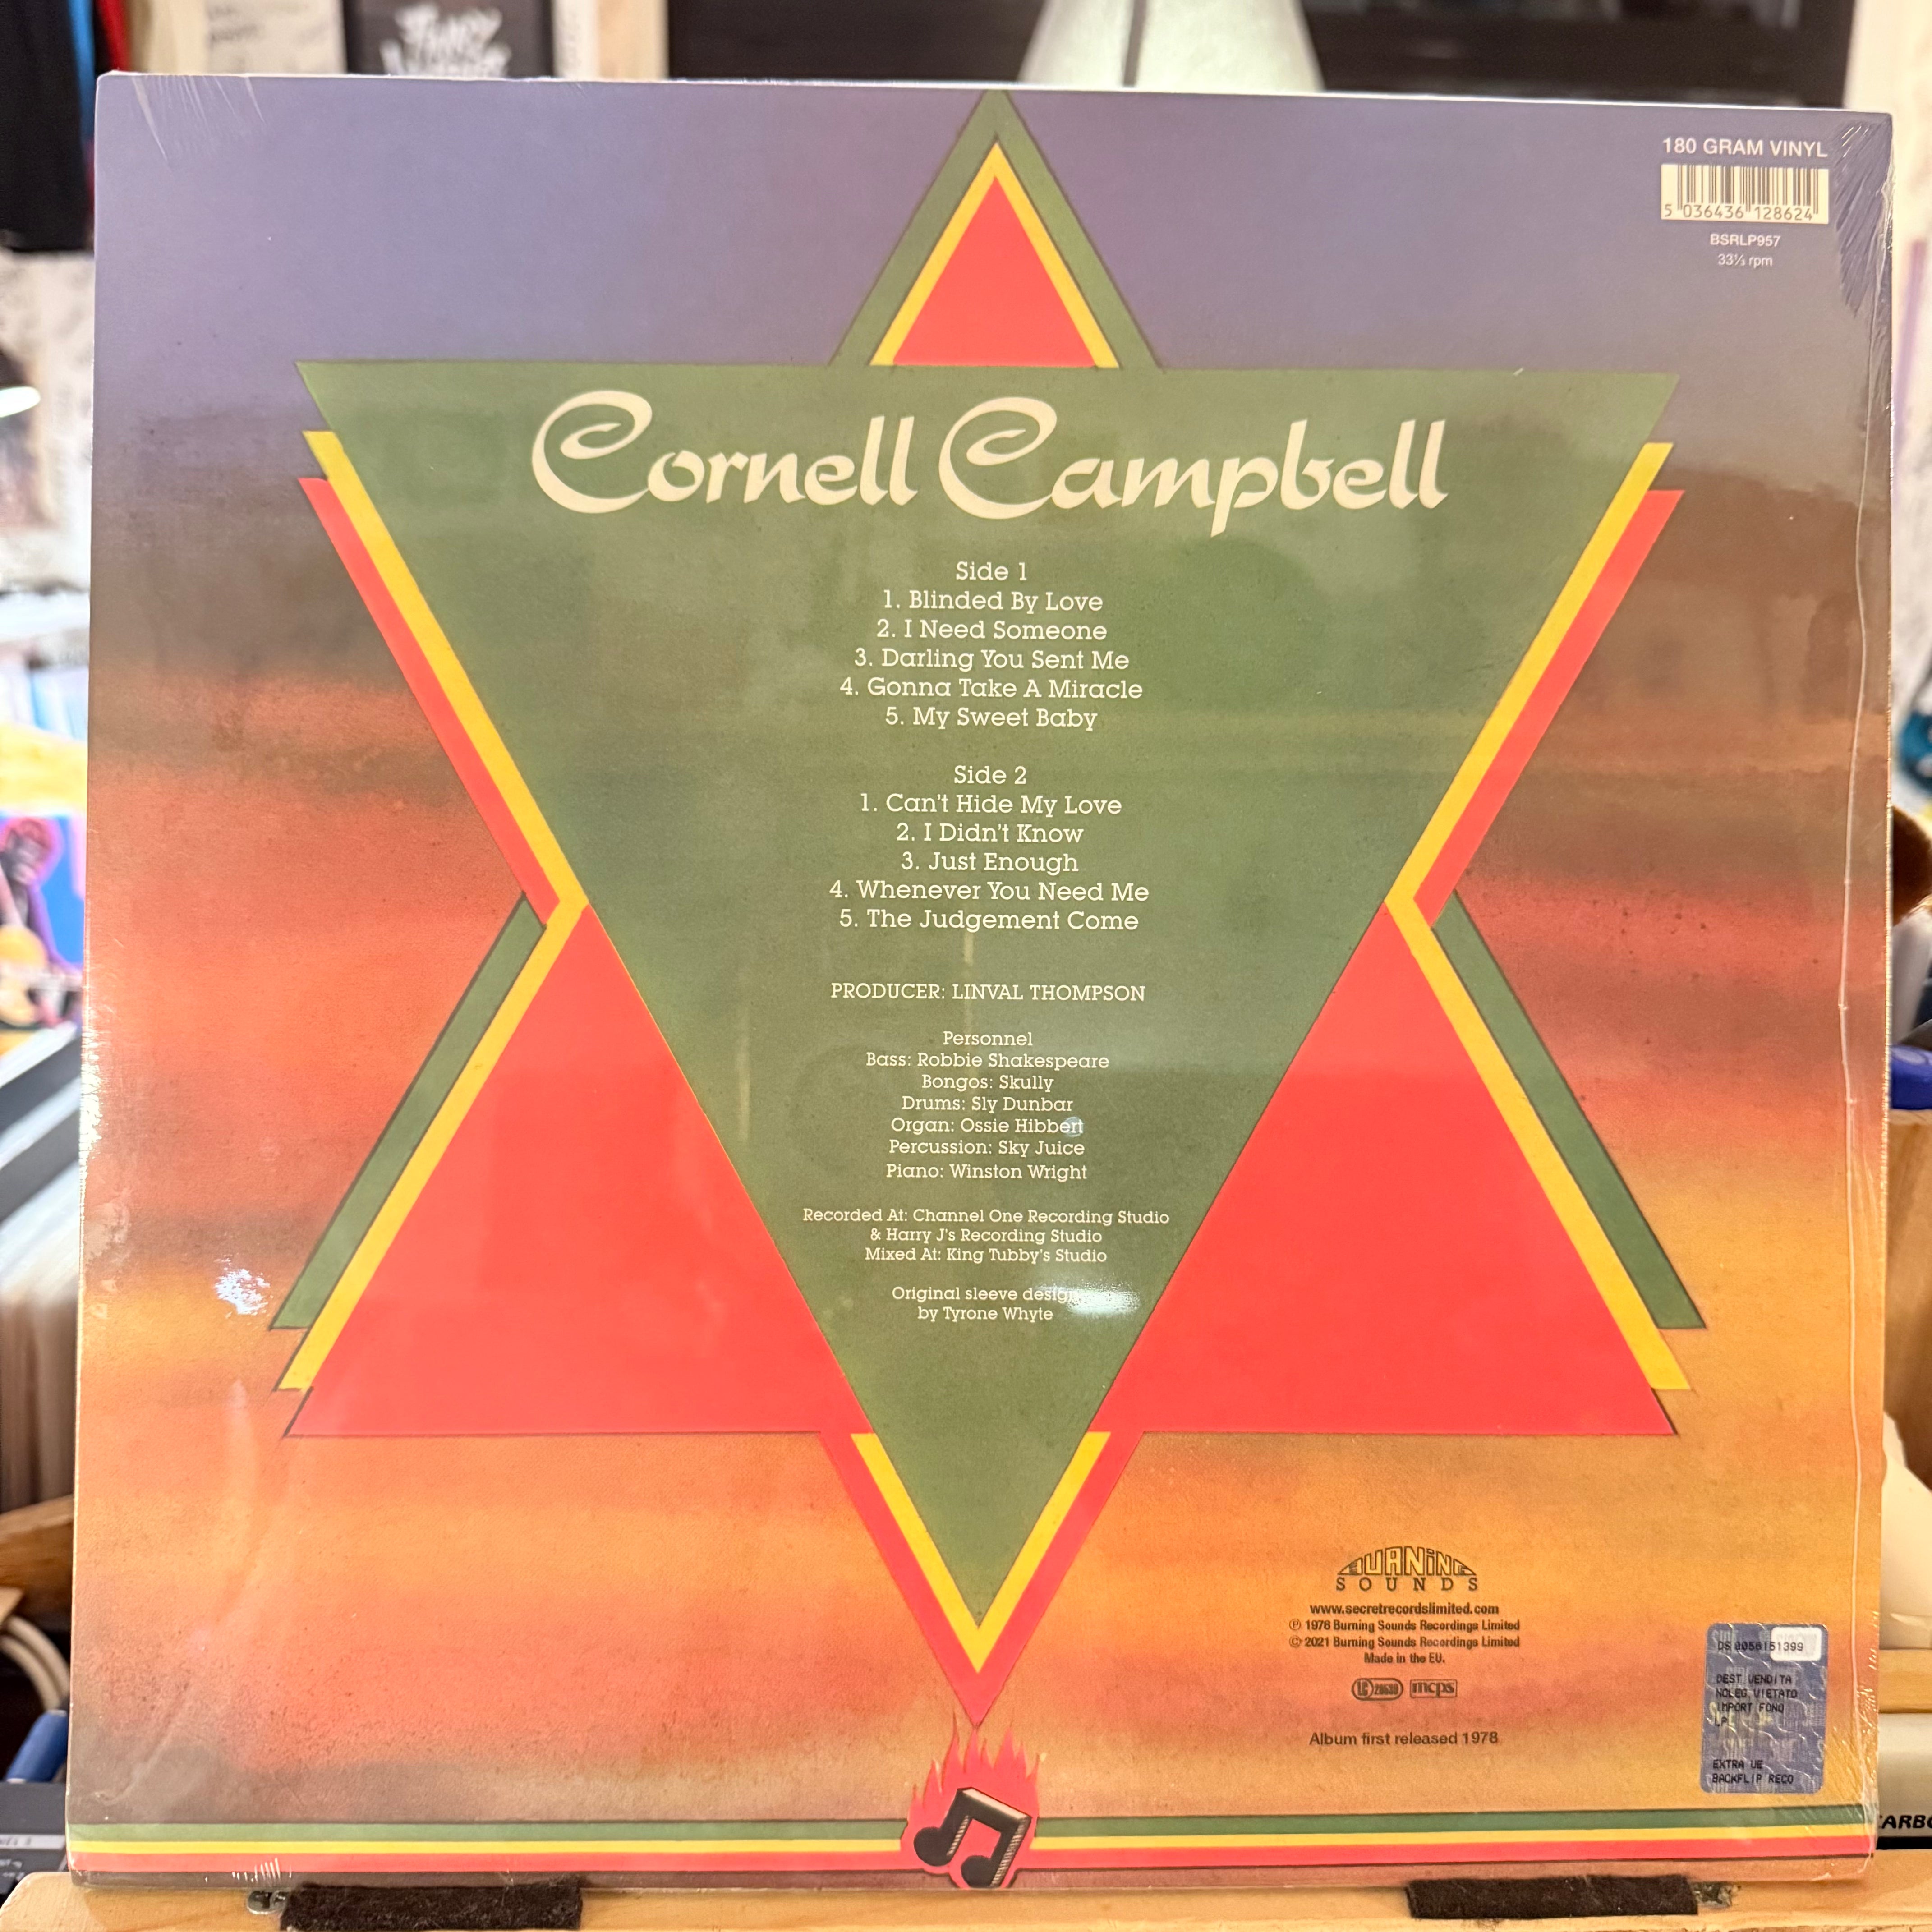 180 GRAM VINYL
5 036436 128624
BSRLP957
33⅓ rpm
Cornell Campbell
Side 1
1. Blinded By Love
2. I Need Someone
3. Darling You Sent Me
4. Gonna Take A Miracle
5. My Sweet Baby
Side 2
1. Can't Hide My Love
2. I Didn't Know
3. Just Enough
4. Whenever You Need Me
5. The Judgement Come
PRODUCER: LINVAL THOMPSON
Personnel
Bass: Robbie Shakespeare
Bongos: Skully
Drums: Sly Dunbar
Organ: Ossie Hibbert
Percussion: Sky Juice
Piano: Winston Wright
Recorded At: Channel One Recording Studio
& Harry J's Recording Studio
Mixed At: King Tubby's Studio
Original sleeve design
by Tyrone Whyte
BURNING
SOUNDS
www.secretrecordslimited.com
℗ 1978 Burning Sounds Recordings Limited
© 2021 Burning Sounds Recordings Limited
Made in the EU.
LC mcps
Album first released 1978
DS 0056151399
DEST VENDITA
NOLEG VIETATO
IMPORT FONO
LP
EXTRA UE
BACKFLIP RECO